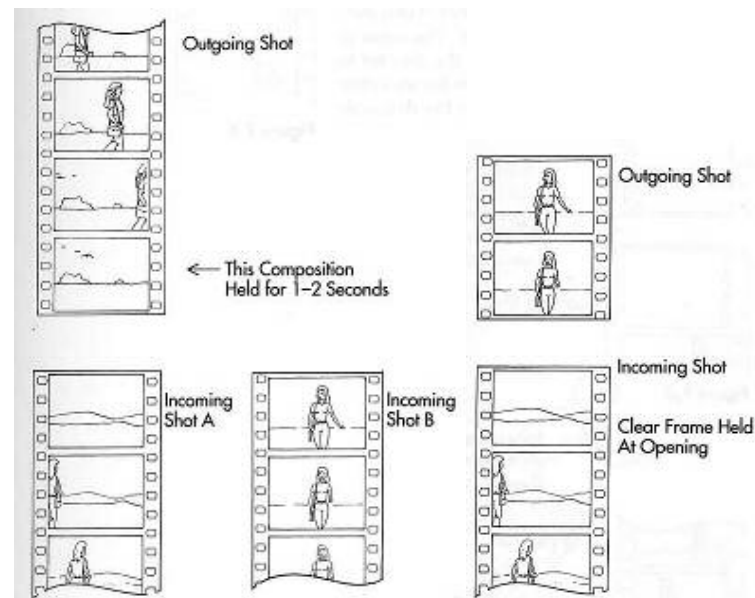 Outgoing Shot
← This Composition
Held for 1–2 Seconds
Outgoing Shot
Incoming
Shot A
Incoming
Shot B
Incoming Shot
Clear Frame Held
At Opening